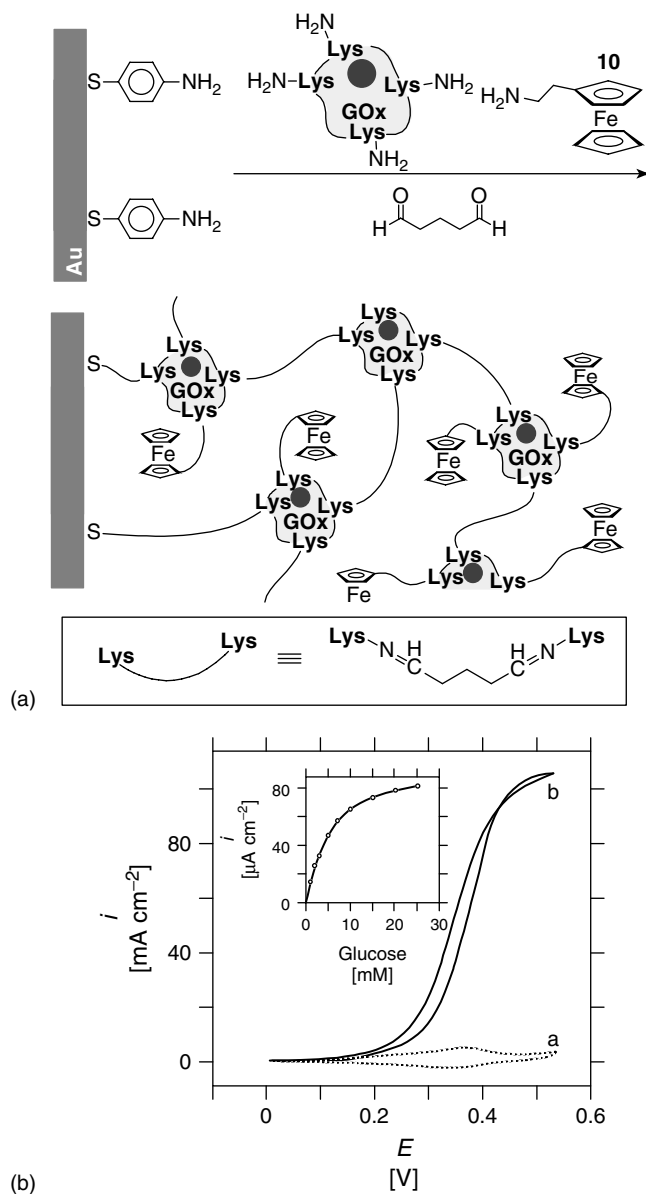 H₂N
Lys
10
S
NH₂
H₂N
Lys
Lys
NH₂
H₂N
GOx
Fe
Lys
NH₂
O
O
S
NH₂
H
H
Au
Lys
Lys
Lys
Lys
S
Lys
Lys
GOx
Fe
GOx
Lys
Lys
Lys
Fe
Fe
Lys
Lys
Lys
GOx
Lys
Lys
Lys
Fe
S
GOx
Lys
Lys
Fe
Lys
Lys
Lys
Lys
Lys
H
H
Lys
≡
N
C
C
N
(a)
80
b
80
i
[μA cm⁻²]
40
0
0
10
20
30
Glucose
[mM]
i
[mA cm⁻²]
40
a
0
0
0.2
0.4
0.6
E
[V]
(b)